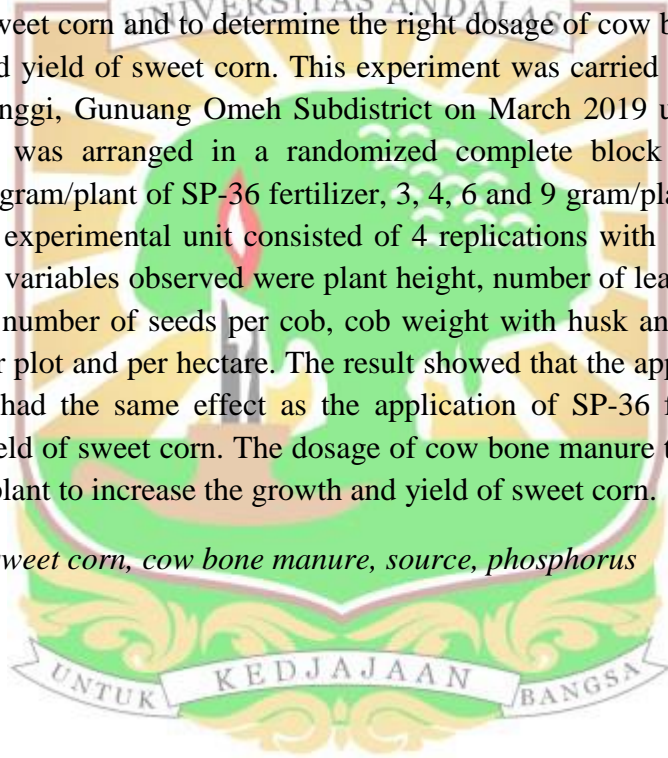 UNIVERSITAS ANDALAS
weet corn and to determine the right dosage of cow b
d yield of sweet corn. This experiment was carried
nggi, Gunuang Omeh Subdistrict on March 2019 u
was arranged in a randomized complete block
gram/plant of SP-36 fertilizer, 3, 4, 6 and 9 gram/pla
experimental unit consisted of 4 replications with
variables observed were plant height, number of lea
number of seeds per cob, cob weight with husk an
r plot and per hectare. The result showed that the app
had the same effect as the application of SP-36 f
eld of sweet corn. The dosage of cow bone manure t
plant to increase the growth and yield of sweet corn.
sweet corn, cow bone manure, source, phosphorus
UNTUK KEDJAJAAN BANGSA